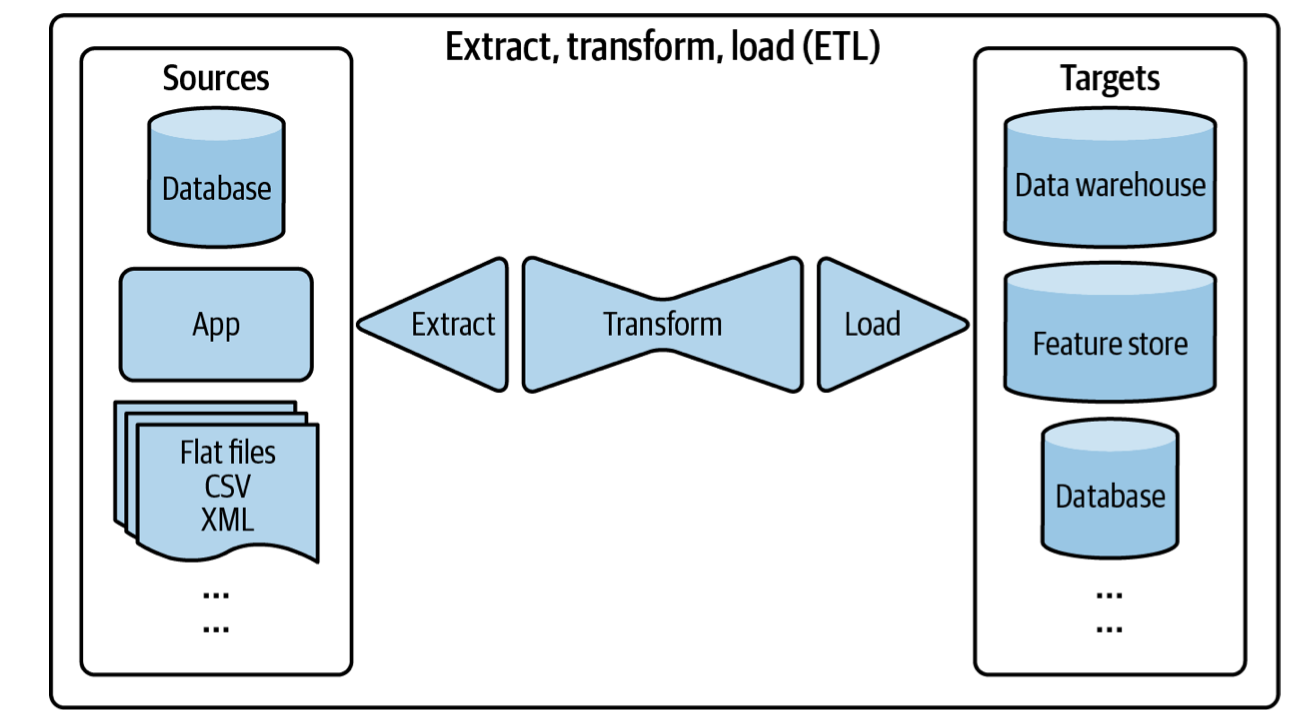 Extract, transform, load (ETL)
Sources
Database
App
Flat files
CSV
XML
...
...
Extract
Transform
Load
Targets
Data warehouse
Feature store
Database
...
...